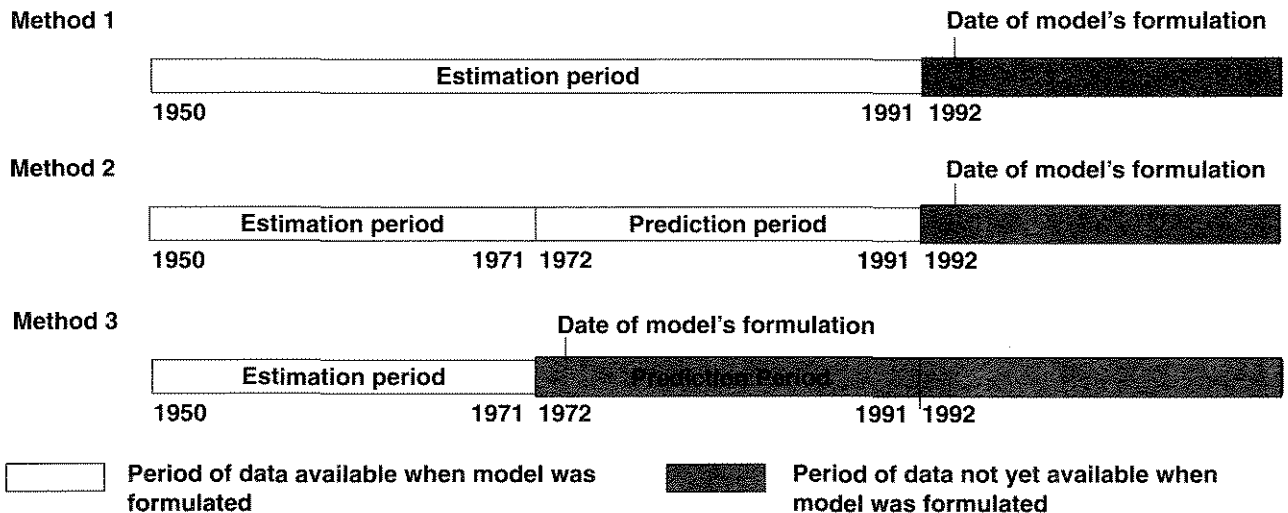 Method 1
Date of model's formulation
Estimation period
1950
1991 1992
Method 2
Date of model's formulation
Estimation period
Prediction period
1950
1971 1972
1991 1992
Method 3
Date of model's formulation
Estimation period
Prediction Period
1950
1971 1972
1991 1992
Period of data available when model was
formulated
Period of data not yet available when
model was formulated